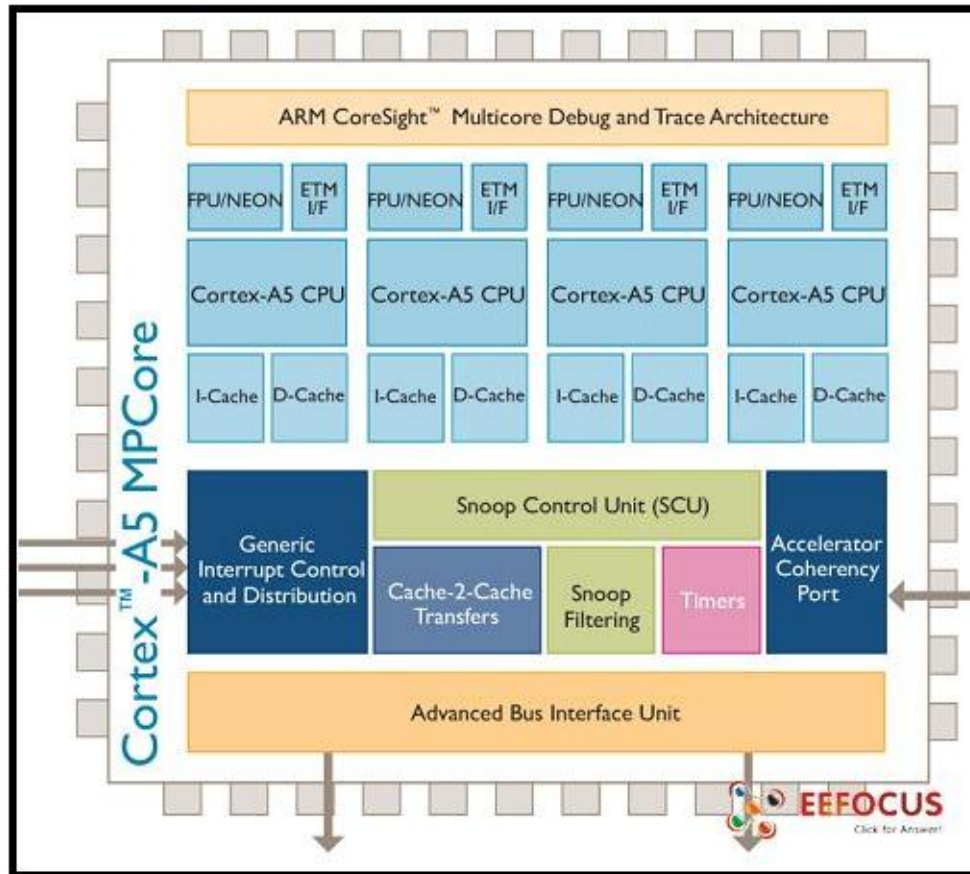 ARM CoreSight™ Multicore Debug and Trace Architecture
FPU/NEON
ETM
I/F
FPU/NEON
ETM
I/F
FPU/NEON
ETM
I/F
FPU/NEON
ETM
I/F
Cortex-A5 CPU
Cortex-A5 CPU
Cortex-A5 CPU
Cortex-A5 CPU
I-Cache
D-Cache
I-Cache
D-Cache
I-Cache
D-Cache
I-Cache
D-Cache
Cortex™-A5 MPCore
Generic
Interrupt Control
and Distribution
Snoop Control Unit (SCU)
Cache-2-Cache
Transfers
Snoop
Filtering
Timers
Accelerator
Coherency
Port
Advanced Bus Interface Unit
EEFOCUS
Click for Answer!